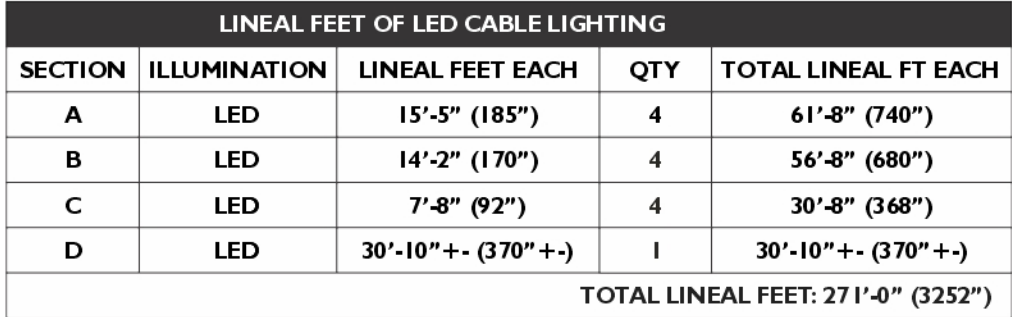 LINEAL FEET OF LED CABLE LIGHTING
SECTION ILLUMINATION LINEAL FEET EACH QTY TOTAL LINEAL FT EACH
A LED 15’-5” (185”) 4 61’-8” (740”)
B LED 14’-2” (170”) 4 56’-8” (680”)
C LED 7’-8” (92”) 4 30’-8” (368”)
D LED 30’-10”+- (370”+-) 1 30’-10”+- (370”+-)
TOTAL LINEAL FEET: 271’-0” (3252”)